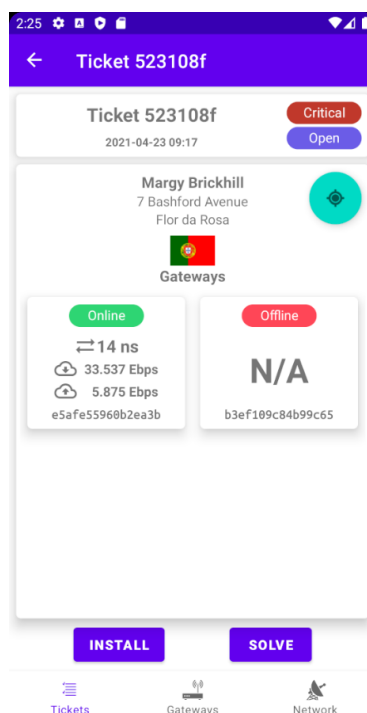 2:25
Ticket 523108f
Ticket 523108f
Critical
2021-04-23 09:17
Open
Margy Brickhill
7 Bashford Avenue
Flor da Rosa
Gateways
Online
14 ns
33.537 Ebps
5.875 Ebps
e5afe55960b2ea3b
Offline
N/A
b3ef109c84b99c65
INSTALL
SOLVE
Tickets
Gateways
Network